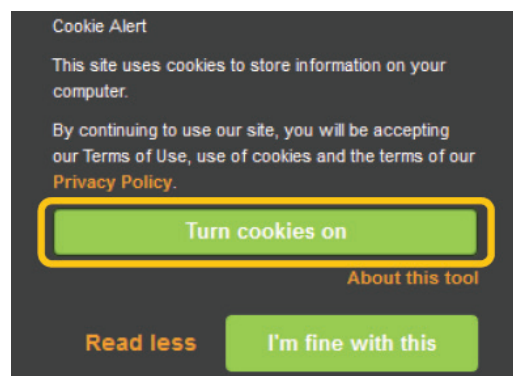 Cookie Alert
This site uses cookies to store information on your
computer.
By continuing to use our site, you will be accepting
our Terms of Use, use of cookies and the terms of our
Privacy Policy.
Turn cookies on
About this tool
Read less
I'm fine with this